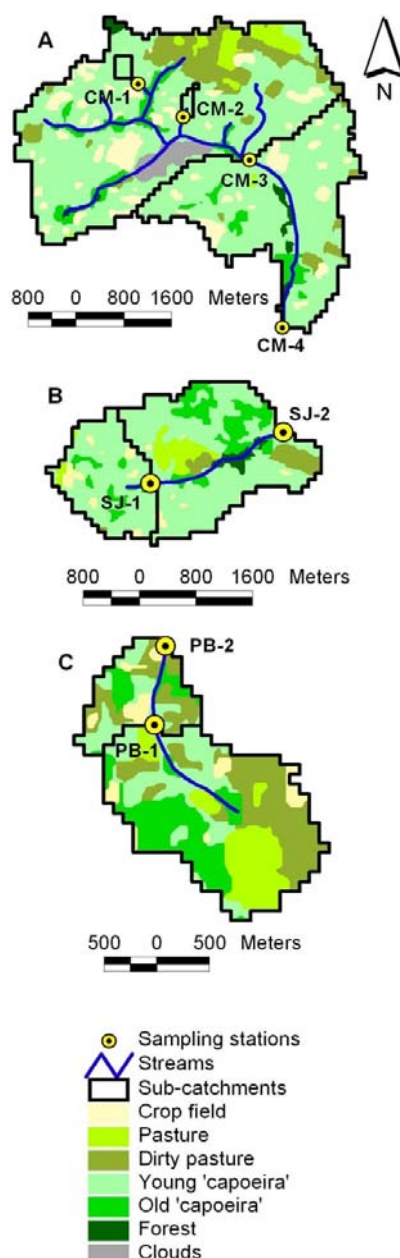 A
N
CM-1
CM-2
CM-3
800 0 800 1600 Meters
CM-4
B
SJ-2
SJ-1
800 0 800 1600 Meters
C
PB-2
PB-1
500 0 500 Meters
Sampling stations
Streams
Sub-catchments
Crop field
Pasture
Dirty pasture
Young 'capoeira'
Old 'capoeira'
Forest
Clouds